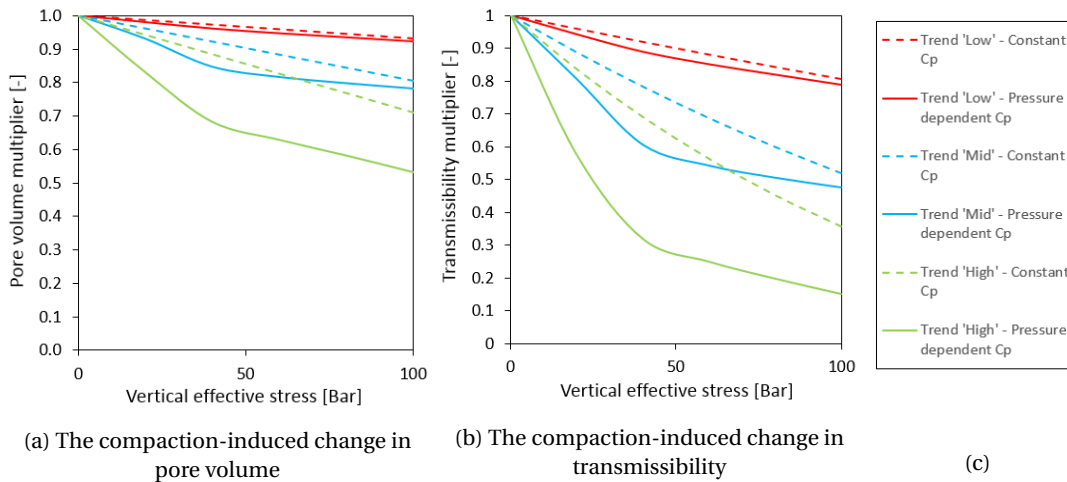 Pore volume multiplier [-]
1.0
0.9
0.8
0.7
0.6
0.5
0.4
0.3
0.2
0.1
0.0
0
50
100
Vertical effective stress [Bar]
(a) The compaction-induced change in
pore volume
Transmissibility multiplier [-]
1
0.9
0.8
0.7
0.6
0.5
0.4
0.3
0.2
0.1
0
0
50
100
Vertical effective stress [Bar]
(b) The compaction-induced change in
transmissibility
Trend 'Low' - Constant
Cp
Trend 'Low' - Pressure
dependent Cp
Trend 'Mid' - Constant
Cp
Trend 'Mid' - Pressure
dependent Cp
Trend 'High' - Constant
Cp
Trend 'High' - Pressure
dependent Cp
(c)